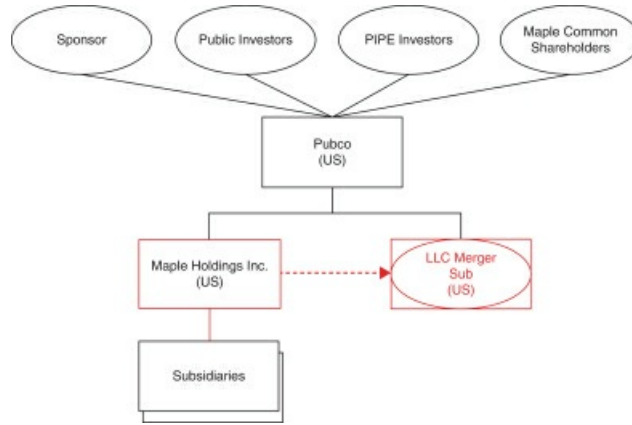 Sponsor
Public Investors
PIPE Investors
Maple Common
Shareholders
Pubco
(US)
Maple Holdings Inc.
(US)
LLC Merger
Sub
(US)
Subsidiaries